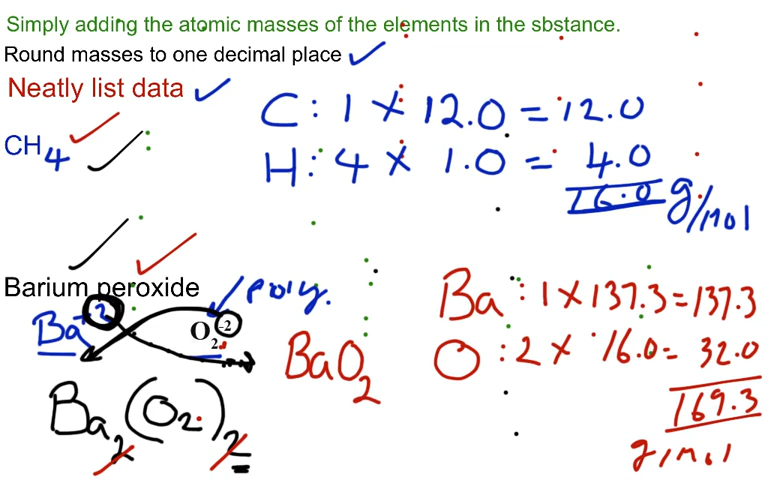 Simply adding the atomic masses of the elements in the sbstance.
Round masses to one decimal place ✓
Neatly list data ✓
C: 1 × 12.0 = 12.0
CH4
H: 4 × 1.0 = 4.0
16.0 g/mol
Barium peroxide
poly.
Ba+2 O2-2
BaO2
Ba: 1 × 137.3 = 137.3
O: 2 × 16.0 = 32.0
169.3
g/mol
Ba2(O2)2